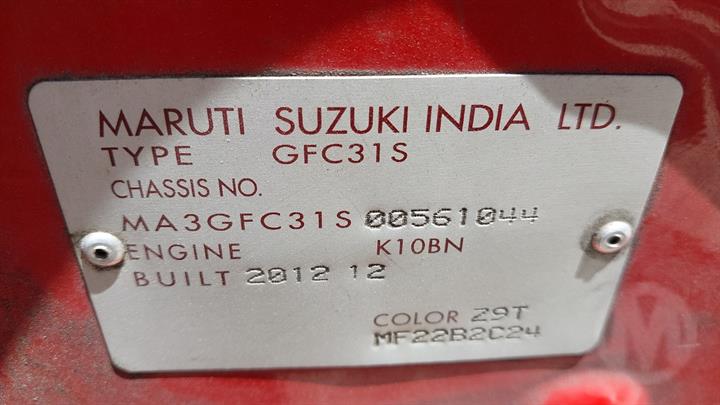 MARUTI SUZUKI INDIA LTD.
TYPE GFC31S
CHASSIS NO.
MA3GFC31S 00561044
ENGINE K10BN
BUILT 2012 12
COLOR Z9T
MF22B2C24
M